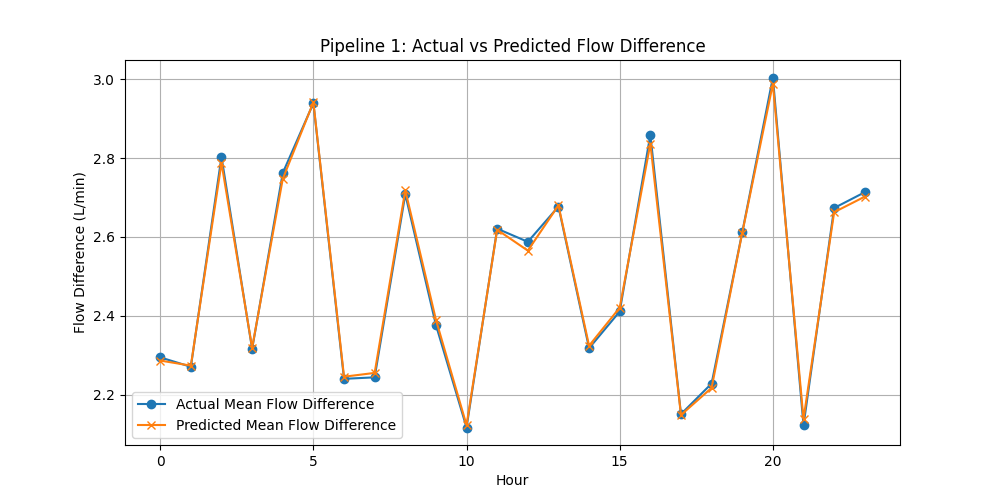 Pipeline 1: Actual vs Predicted Flow Difference
Flow Difference (L/min)
3.0
2.8
2.6
2.4
2.2
Actual Mean Flow Difference
Predicted Mean Flow Difference
0 5 10 15 20
Hour